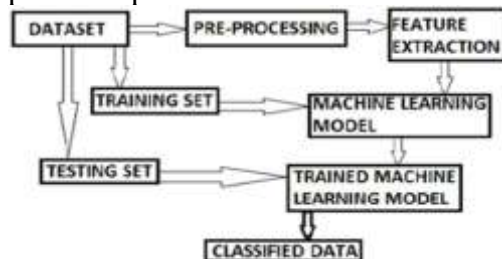 DATASET
PRE-PROCESSING
FEATURE
EXTRACTION
TRAINING SET
MACHINE LEARNING
MODEL
TESTING SET
TRAINED MACHINE
LEARNING MODEL
CLASSIFIED DATA